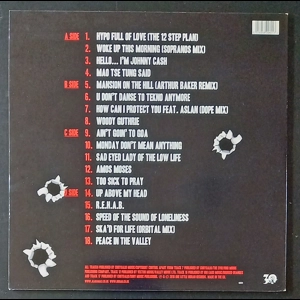 A.SIDE 1. HYPO FULL OF LOVE (THE 12 STEP PLAN)
2. WOKE UP THIS MORNING (SOPRANOS MIX)
3. HELLO... I'M JOHNNY CASH
4. MAO TSE TUNG SAID
B.SIDE 5. MANSION ON THE HILL (ARTHUR BAKER REMIX)
6. U DON'T DANSE TO TEKNO ANYMORE
7. HOW CAN I PROTECT YOU FEAT. ASLAN (DOPE MIX)
8. WOODY GUTHRIE
C.SIDE 9. AIN'T GOIN' TO GOA
10. MONDAY DON'T MEAN ANYTHING
11. SAD EYED LADY OF THE LOW LIFE
12. AMOS MOSES
13. TOO SICK TO PRAY
D.SIDE 14. UP ABOVE MY HEAD
15. R.E.H.A.B.
16. SPEED OF THE SOUND OF LONELINESS
17. SKA'D FOR LIFE (ORBITAL MIX)
18. PEACE IN THE VALLEY